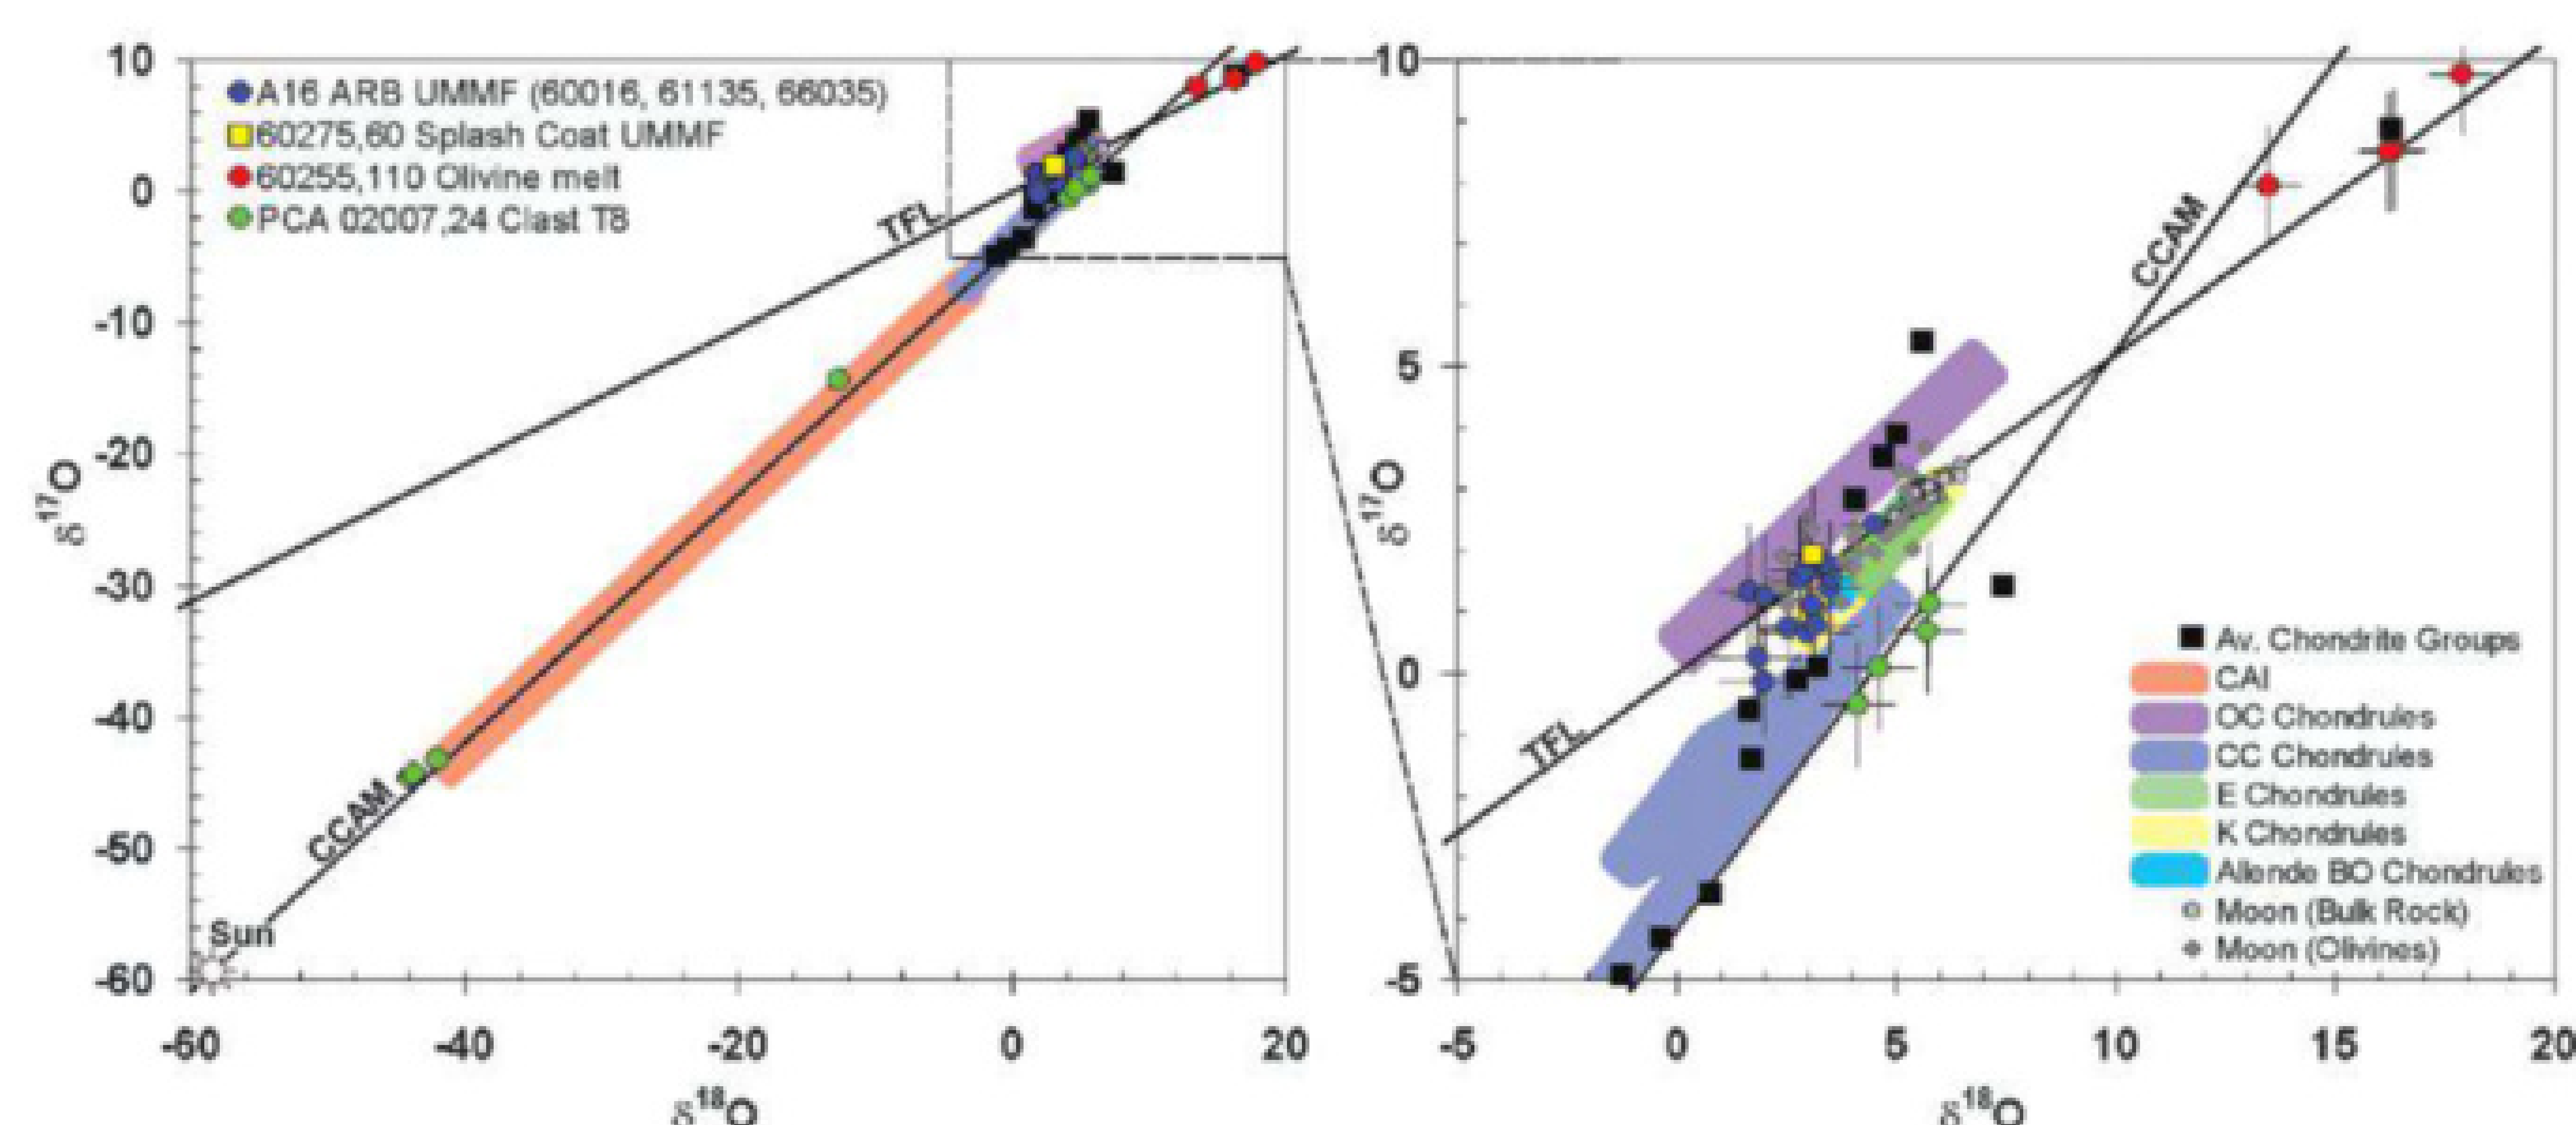 10
0
-10
-20
-30
-40
-50
-60
δ¹⁷O
A16 ARB UMMF (60016, 61135, 66035)
60275,60 Splash Coat UMMF
60255,110 Olivine melt
PCA 02007,24 Clast T8
TFL
CCAM
Sun
-60
-40
-20
0
20
δ¹⁸O
10
5
0
-5
δ¹⁷O
CCAM
TFL
Av. Chondrite Groups
CAI
OC Chondrules
CC Chondrules
E Chondrules
K Chondrules
Allende BO Chondrules
Moon (Bulk Rock)
Moon (Olivines)
-5
0
5
10
15
20
δ¹⁸O